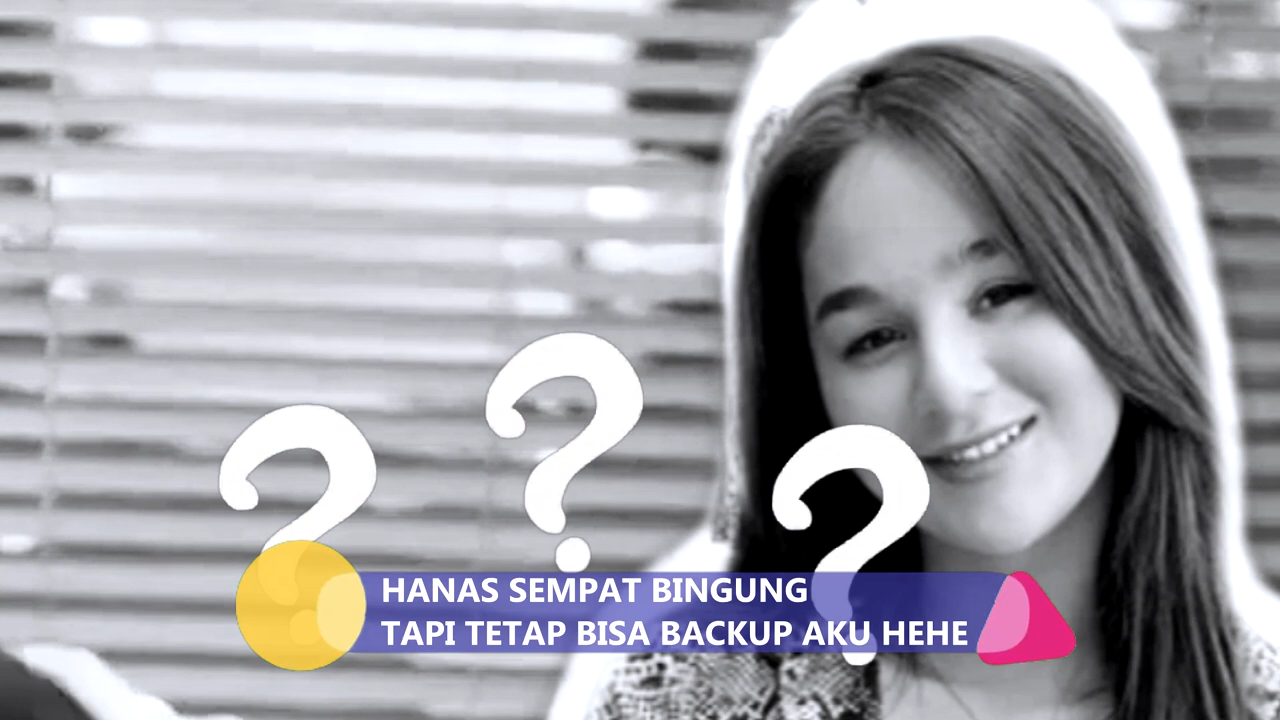 ? ? ?
HANAS SEMPAT BINGUNG
TAPI TETAP BISA BACKUP AKU HEHE